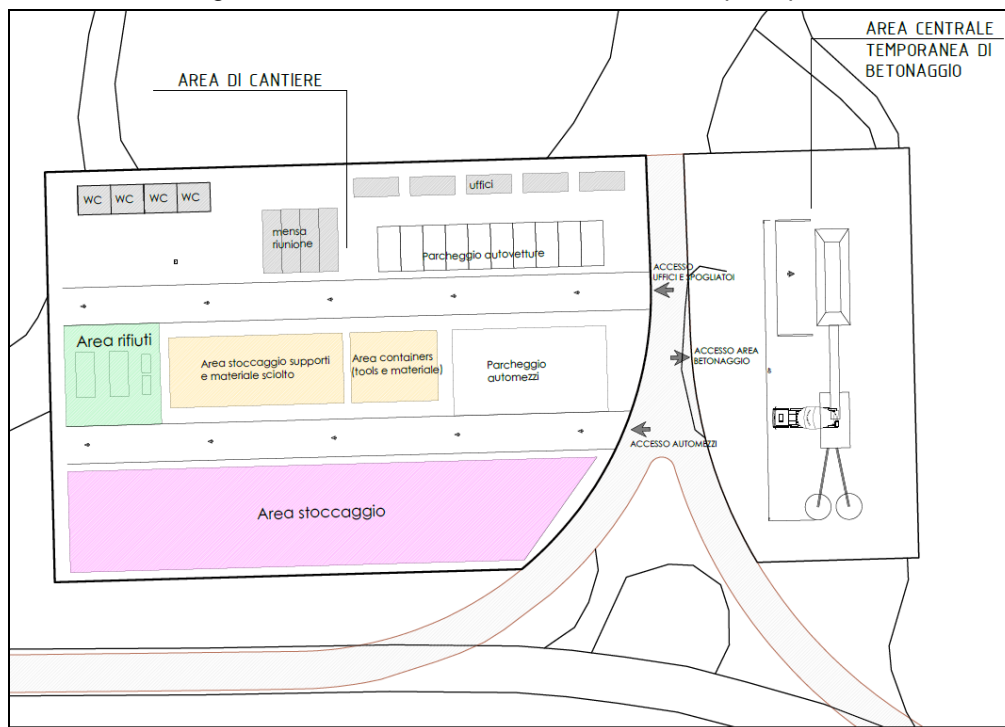 AREA CENTRALE
TEMPORANEA DI
BETONAGGIO
AREA DI CANTIERE
WC
WC
WC
WC
uffici
mensa
riunione
Parcheggio autovetture
ACCESSO
UFFICI E SPOGLIATOI
Area rifiuti
Area stoccaggio supporti
e materiale sciolto
Area containers
(tools e materiale)
Parcheggio
automezzi
ACCESSO AREA
BETONAGGIO
ACCESSO AUTOMEZZI
Area stoccaggio